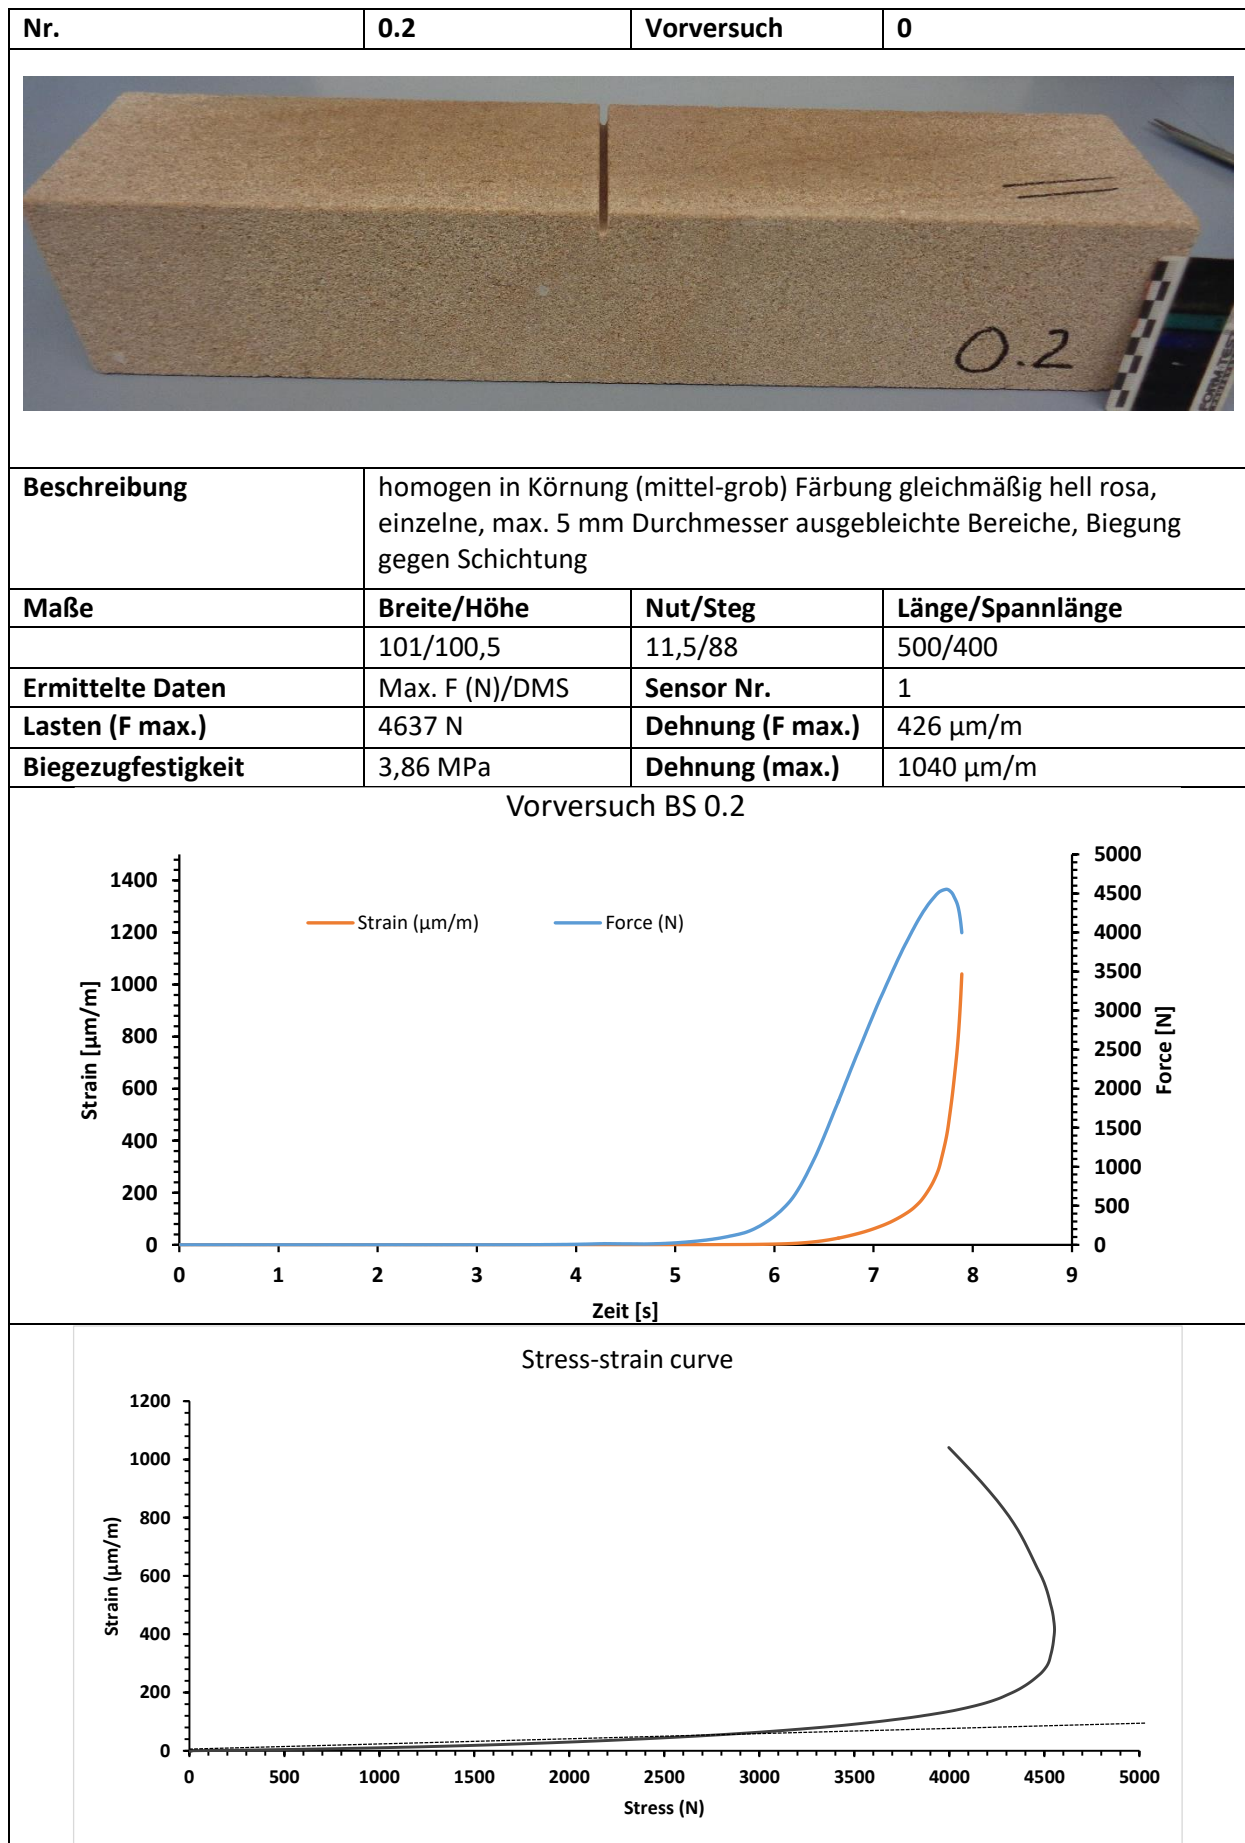 Nr. 0.2 Vorversuch 0
0.2
FORM+TEST
Beschreibung homogen in Körnung (mittel-grob) Färbung gleichmäßig hell rosa,
einzelne, max. 5 mm Durchmesser ausgebleichte Bereiche, Biegung
gegen Schichtung
Maße Breite/Höhe Nut/Steg Länge/Spannlänge
101/100,5 11,5/88 500/400
Ermittelte Daten Max. F (N)/DMS Sensor Nr. 1
Lasten (F max.) 4637 N Dehnung (F max.) 426 µm/m
Biegezugfestigkeit 3,86 MPa Dehnung (max.) 1040 µm/m
Vorversuch BS 0.2
Strain (µm/m) Force (N)
Strain [µm/m]
1400
1200
1000
800
600
400
200
0
5000
4500
4000
3500
3000
2500
2000
1500
1000
500
0
Force [N]
0 1 2 3 4 5 6 7 8 9
Zeit [s]
Stress-strain curve
Strain (µm/m)
1200
1000
800
600
400
200
0
0 500 1000 1500 2000 2500 3000 3500 4000 4500 5000
Stress (N)